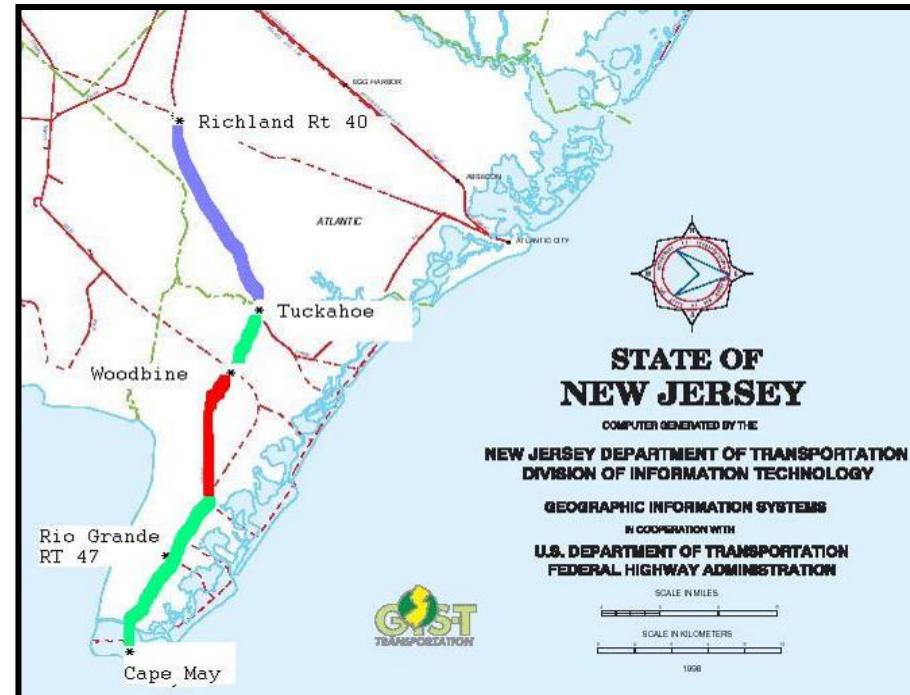 EGG HARBOR
Richland Rt 40
ABSECON
ATLANTIC
ATLANTIC CITY
Tuckahoe
Woodbine
Rio Grande
RT 47
Cape May
STATE OF
NEW JERSEY
COMPUTER GENERATED BY THE
NEW JERSEY DEPARTMENT OF TRANSPORTATION
DIVISION OF INFORMATION TECHNOLOGY
GEOGRAPHIC INFORMATION SYSTEMS
IN COOPERATION WITH
U.S. DEPARTMENT OF TRANSPORTATION
FEDERAL HIGHWAY ADMINISTRATION
SCALE IN MILES
SCALE IN KILOMETERS
1998
GIS-T
TRANSPORTATION